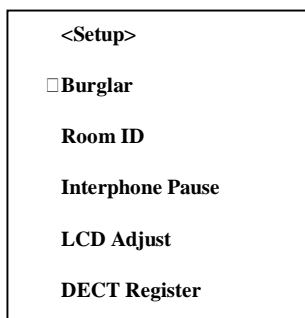 <Setup>
□Burglar
Room ID
Interphone Pause
LCD Adjust
DECT Register